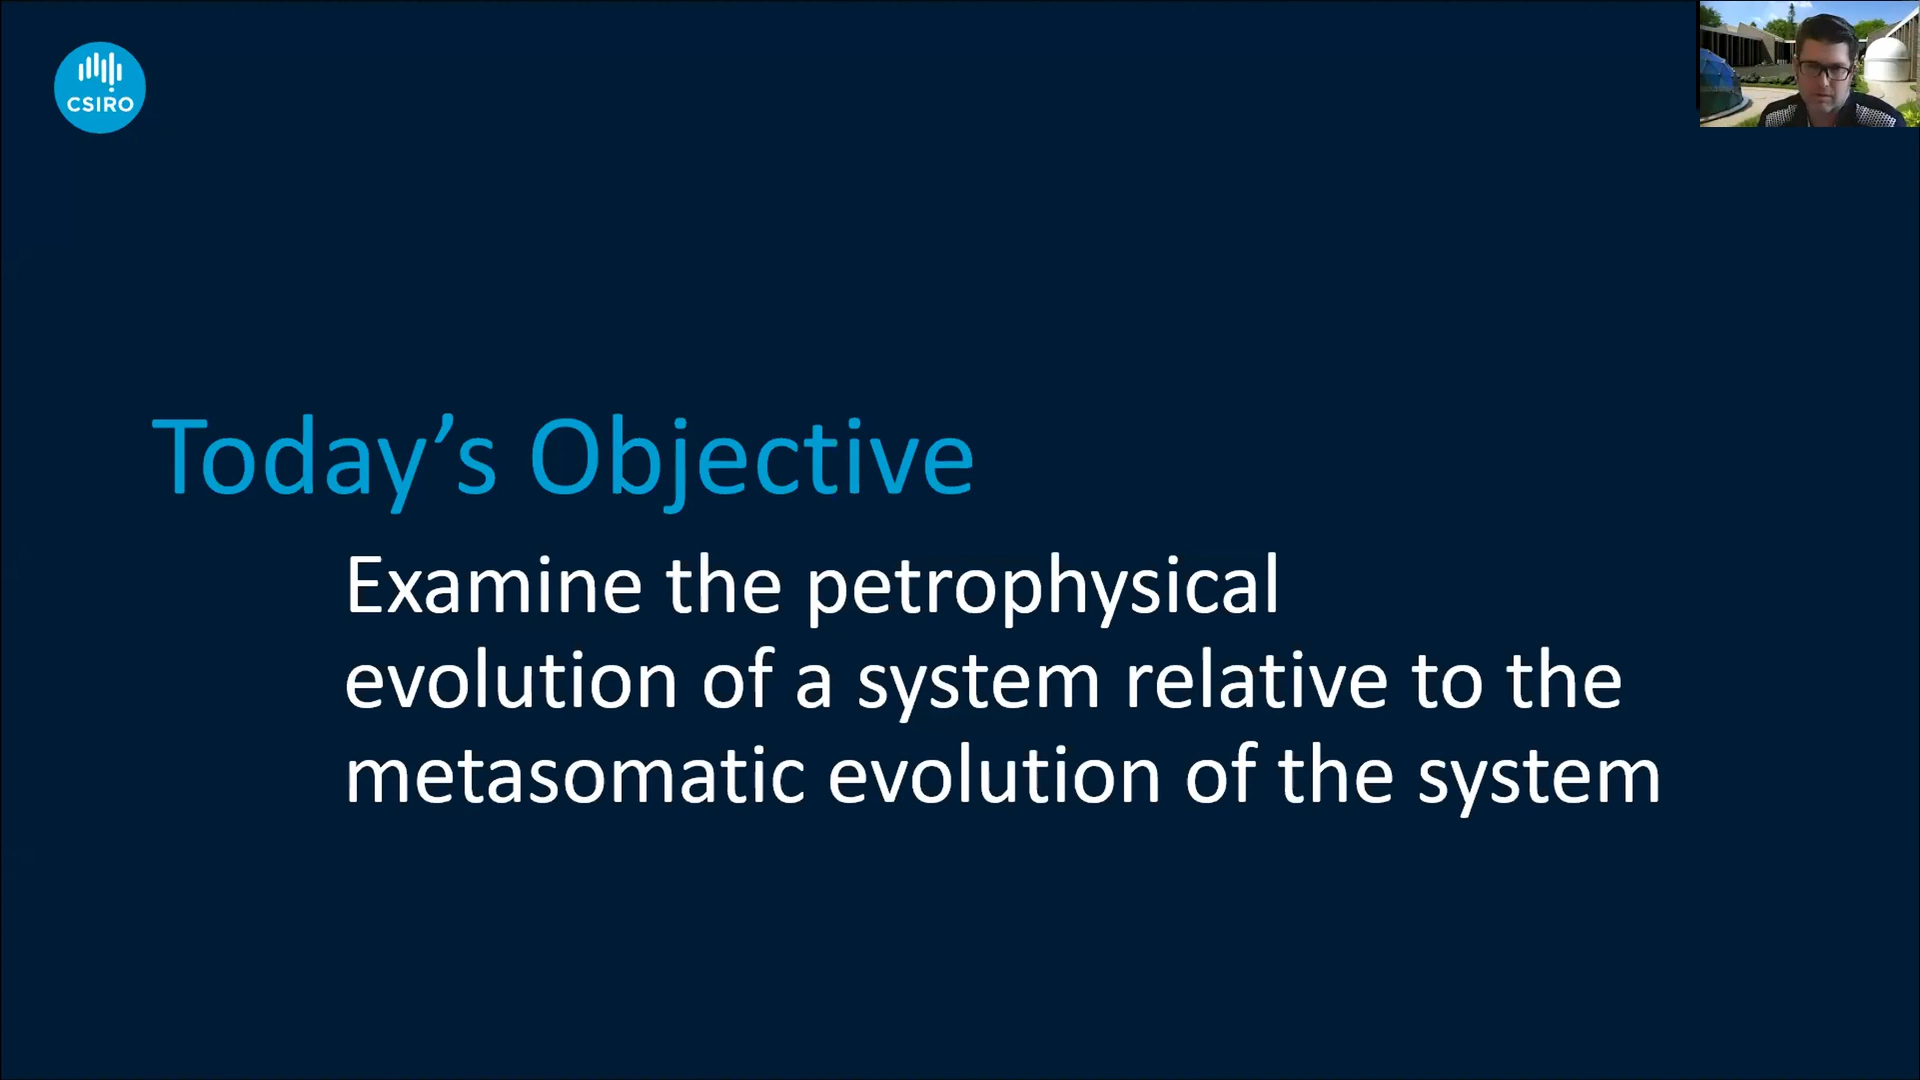 CSIRO
Today’s Objective
Examine the petrophysical
evolution of a system relative to the
metasomatic evolution of the system